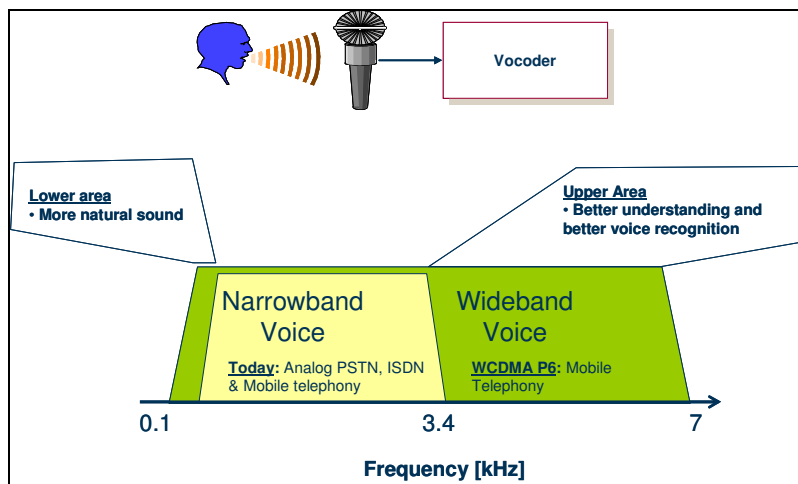 Vocoder
Lower area
• More natural sound
Upper Area
• Better understanding and
better voice recognition
Narrowband
Voice
Today: Analog PSTN, ISDN
& Mobile telephony
Wideband
Voice
WCDMA P6: Mobile
Telephony
0.1
3.4
7
Frequency [kHz]